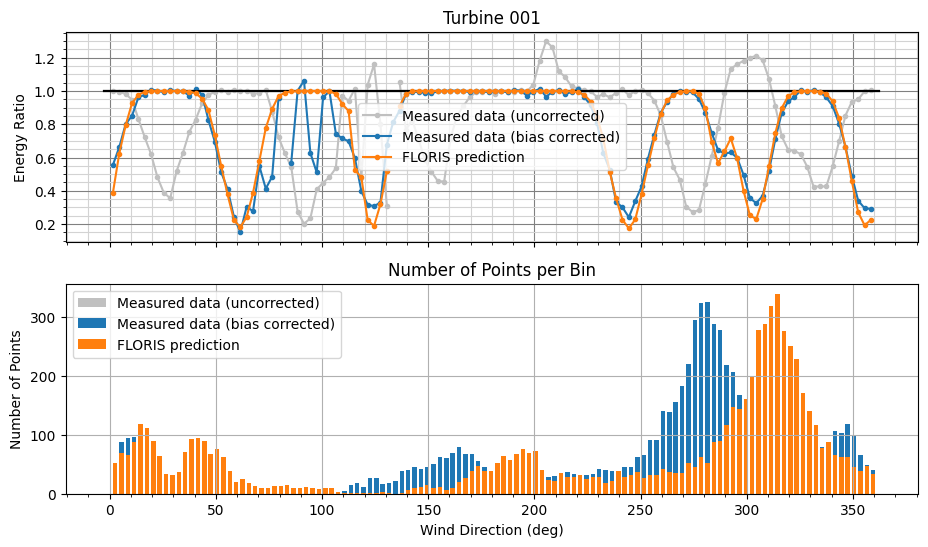 Turbine 001
Energy Ratio
1.2
1.0
0.8
0.6
0.4
0.2
Measured data (uncorrected)
Measured data (bias corrected)
FLORIS prediction
Number of Points per Bin
Number of Points
300
200
100
0
Measured data (uncorrected)
Measured data (bias corrected)
FLORIS prediction
0 50 100 150 200 250 300 350
Wind Direction (deg)